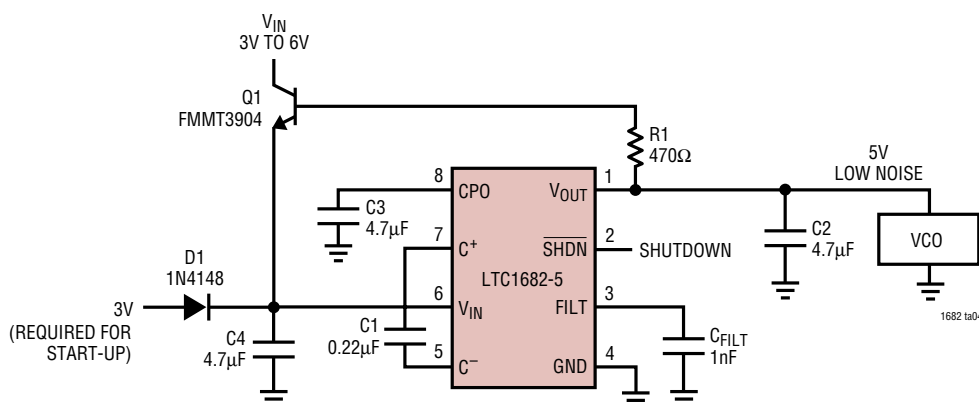 VIN
3V TO 6V
Q1
FMMT3904
R1
470Ω
5V
LOW NOISE
8
CPO
VOUT
1
C3
4.7µF
7
C+
SHDN
2
SHUTDOWN
C2
4.7µF
VCO
D1
1N4148
LTC1682-5
3V
(REQUIRED FOR
START-UP)
6
VIN
FILT
3
1682 ta04
C4
4.7µF
C1
0.22µF
5
C−
GND
4
CFILT
1nF